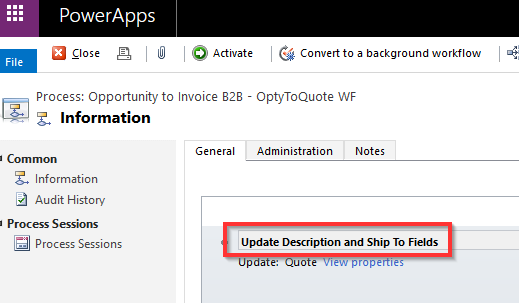 PowerApps
File
Close
Activate
Convert to a background workflow
Process: Opportunity to Invoice B2B - OptyToQuote WF
Information
Common
Information
Audit History
Process Sessions
Process Sessions
General Administration Notes
Update Description and Ship To Fields
Update: Quote View properties